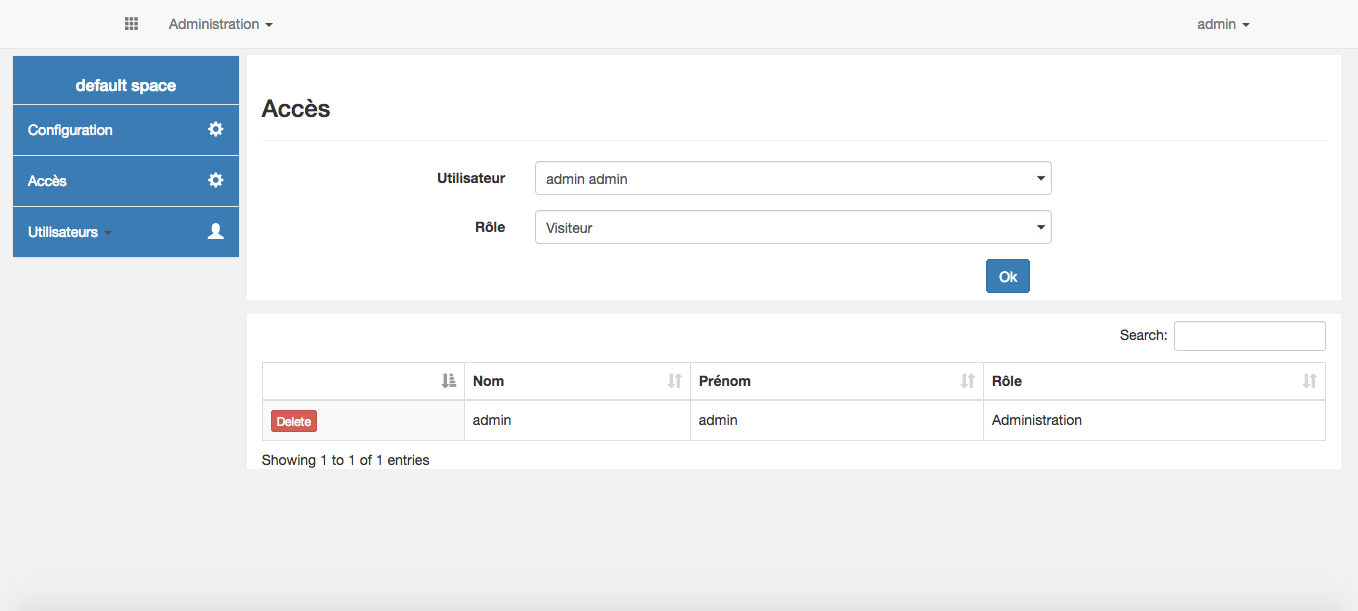 Administration
admin
default space
Configuration
Accès
Utilisateurs
Accès
Utilisateur
admin admin
Rôle
Visiteur
Ok
Search:
Nom Prénom Rôle
Delete admin admin Administration
Showing 1 to 1 of 1 entries